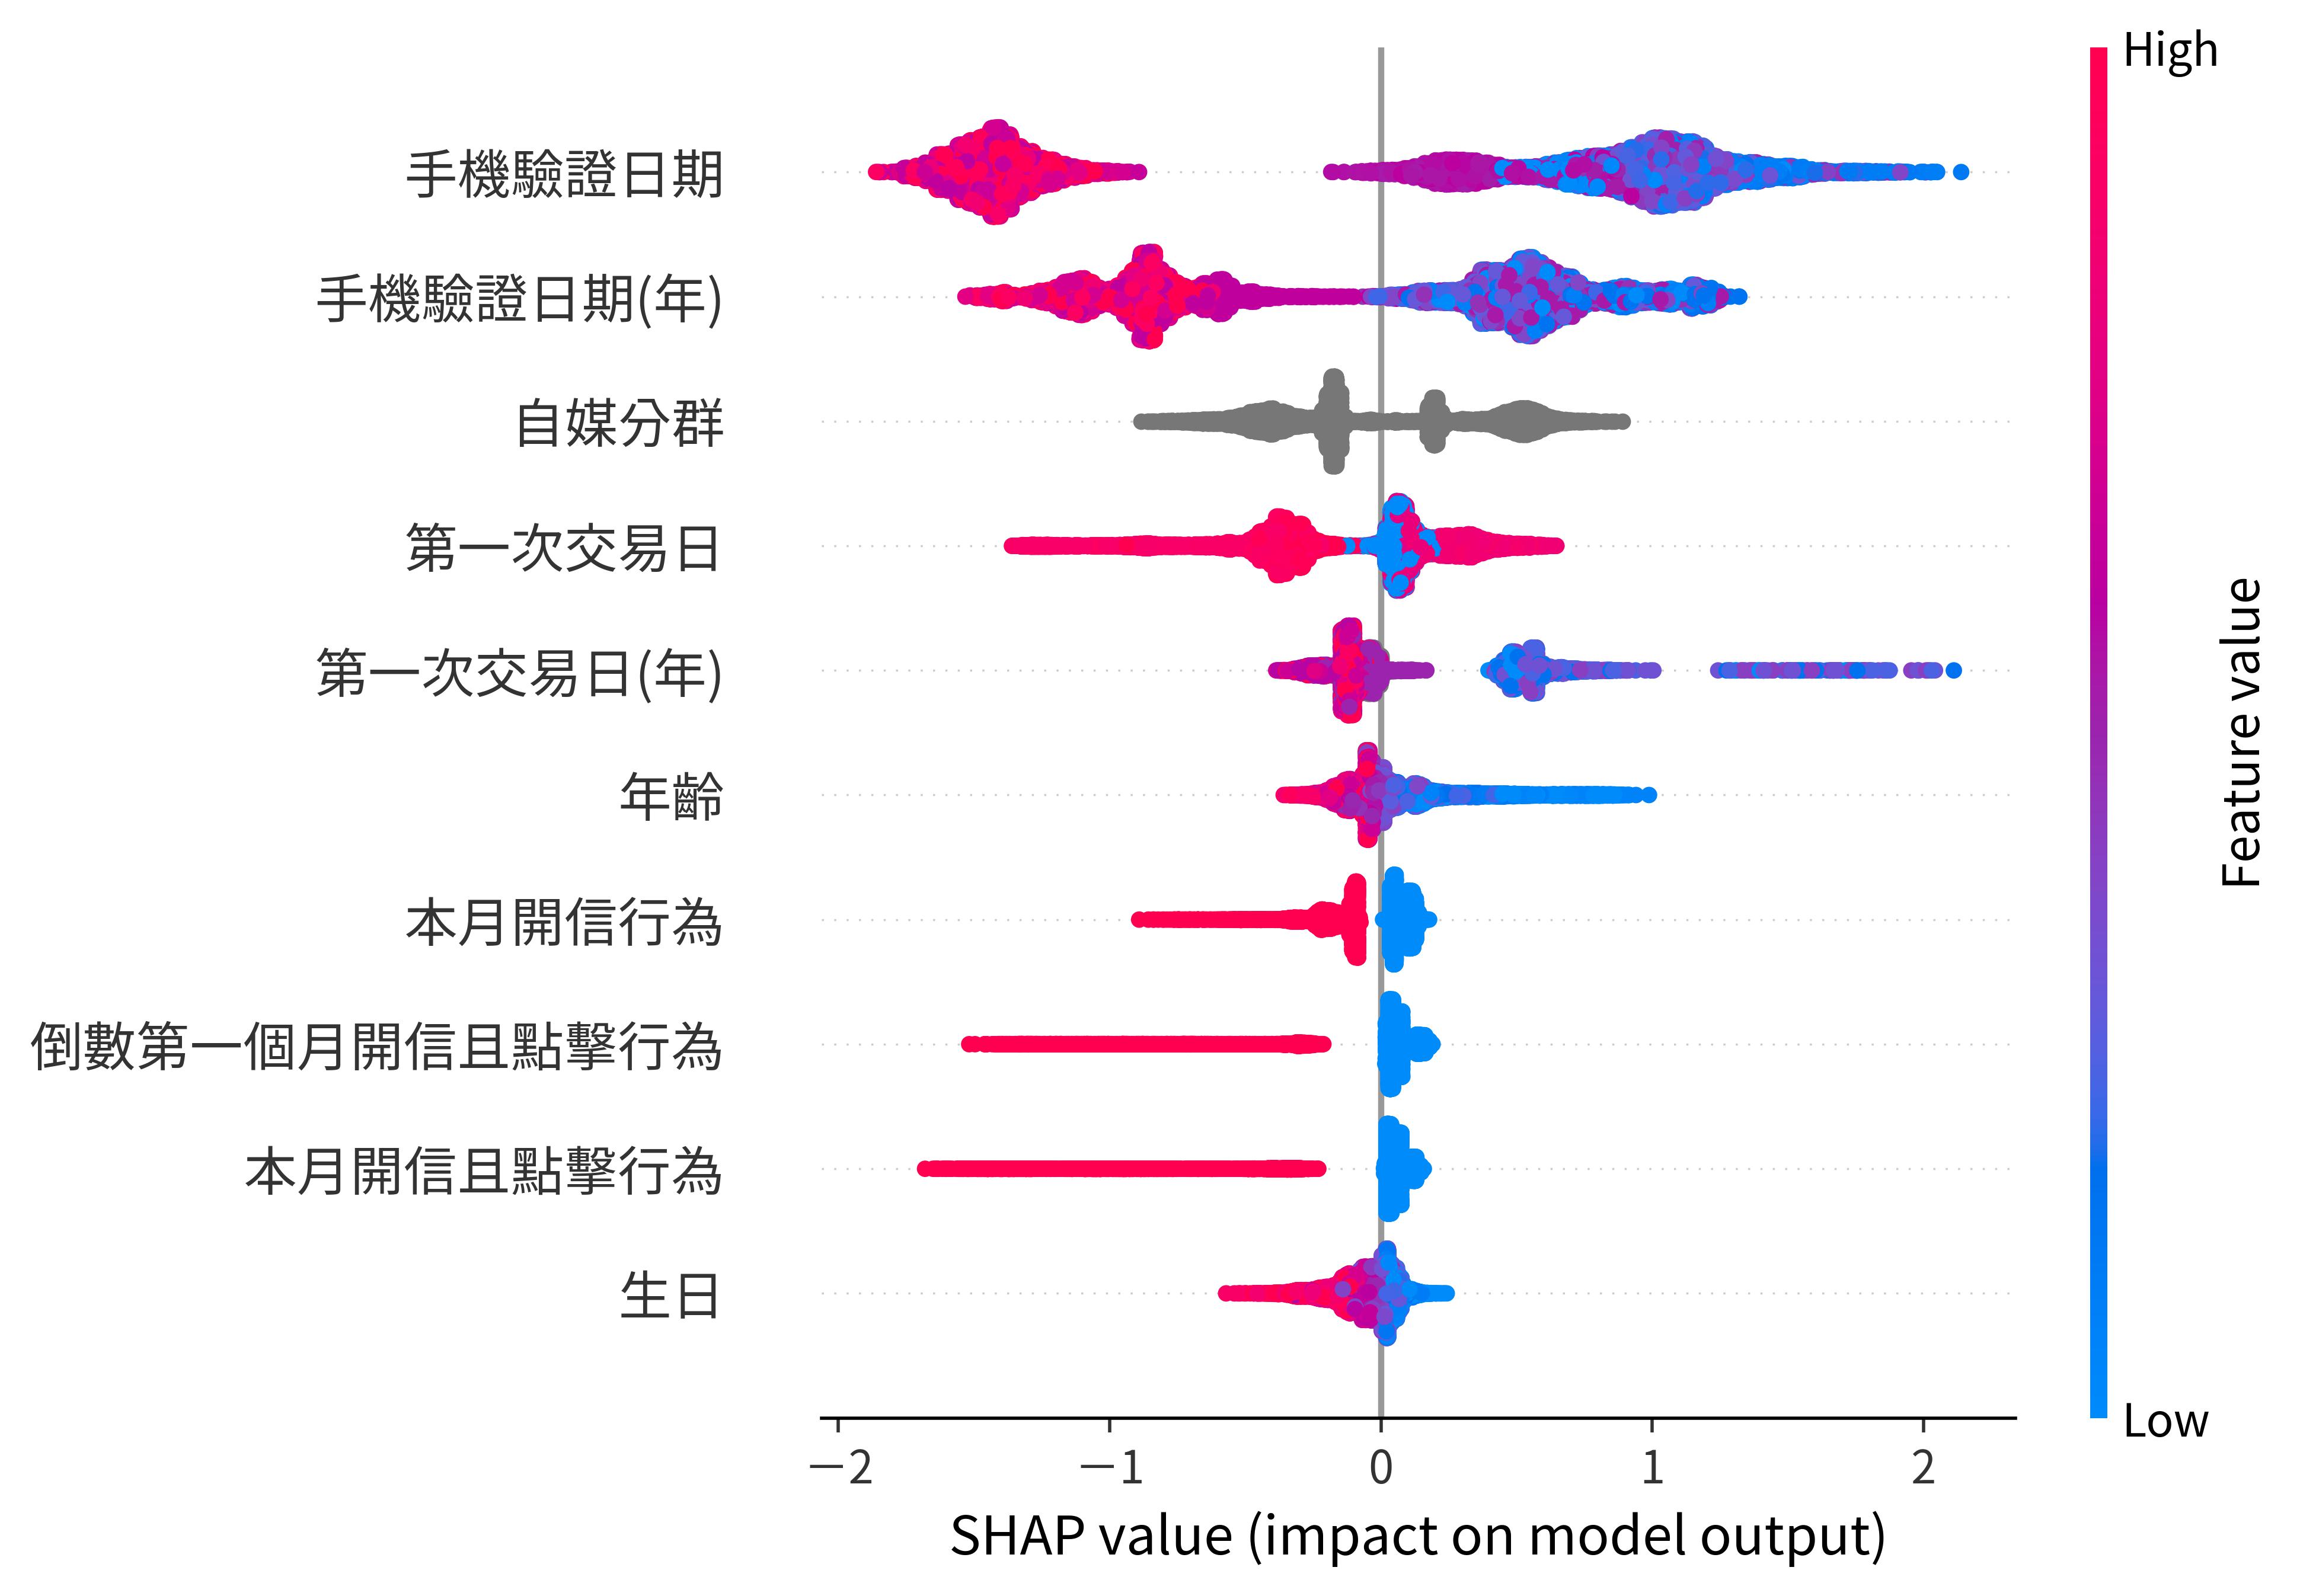 High
手機驗證日期
手機驗證日期(年)
自媒分群
第一次交易日
第一次交易日(年)
年齡
本月開信行為
倒數第一個月開信且點擊行為
本月開信且點擊行為
生日
Feature value
Low
−2 −1 0 1 2
SHAP value (impact on model output)